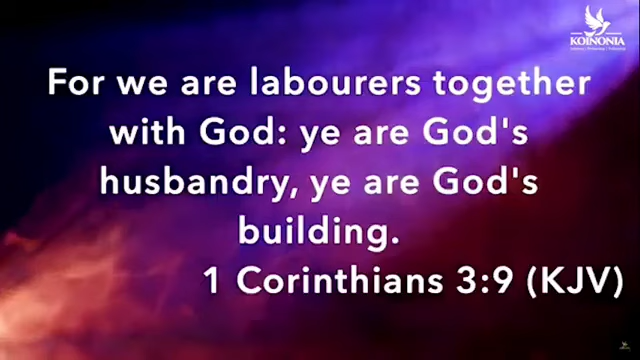 KOINONIA
For we are labourers together
with God: ye are God's
husbandry, ye are God's
building.
1 Corinthians 3:9 (KJV)